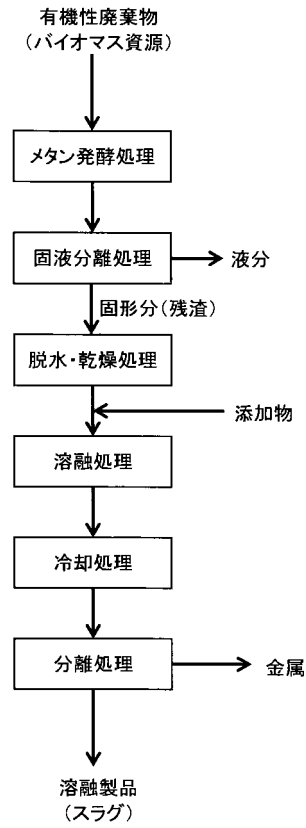 有機性廃棄物
（バイオマス資源）
メタン発酵処理
固液分離処理
液分
固形分（残渣）
脱水・乾燥処理
添加物
溶融処理
冷却処理
分離処理
金属
溶融製品
（スラグ）